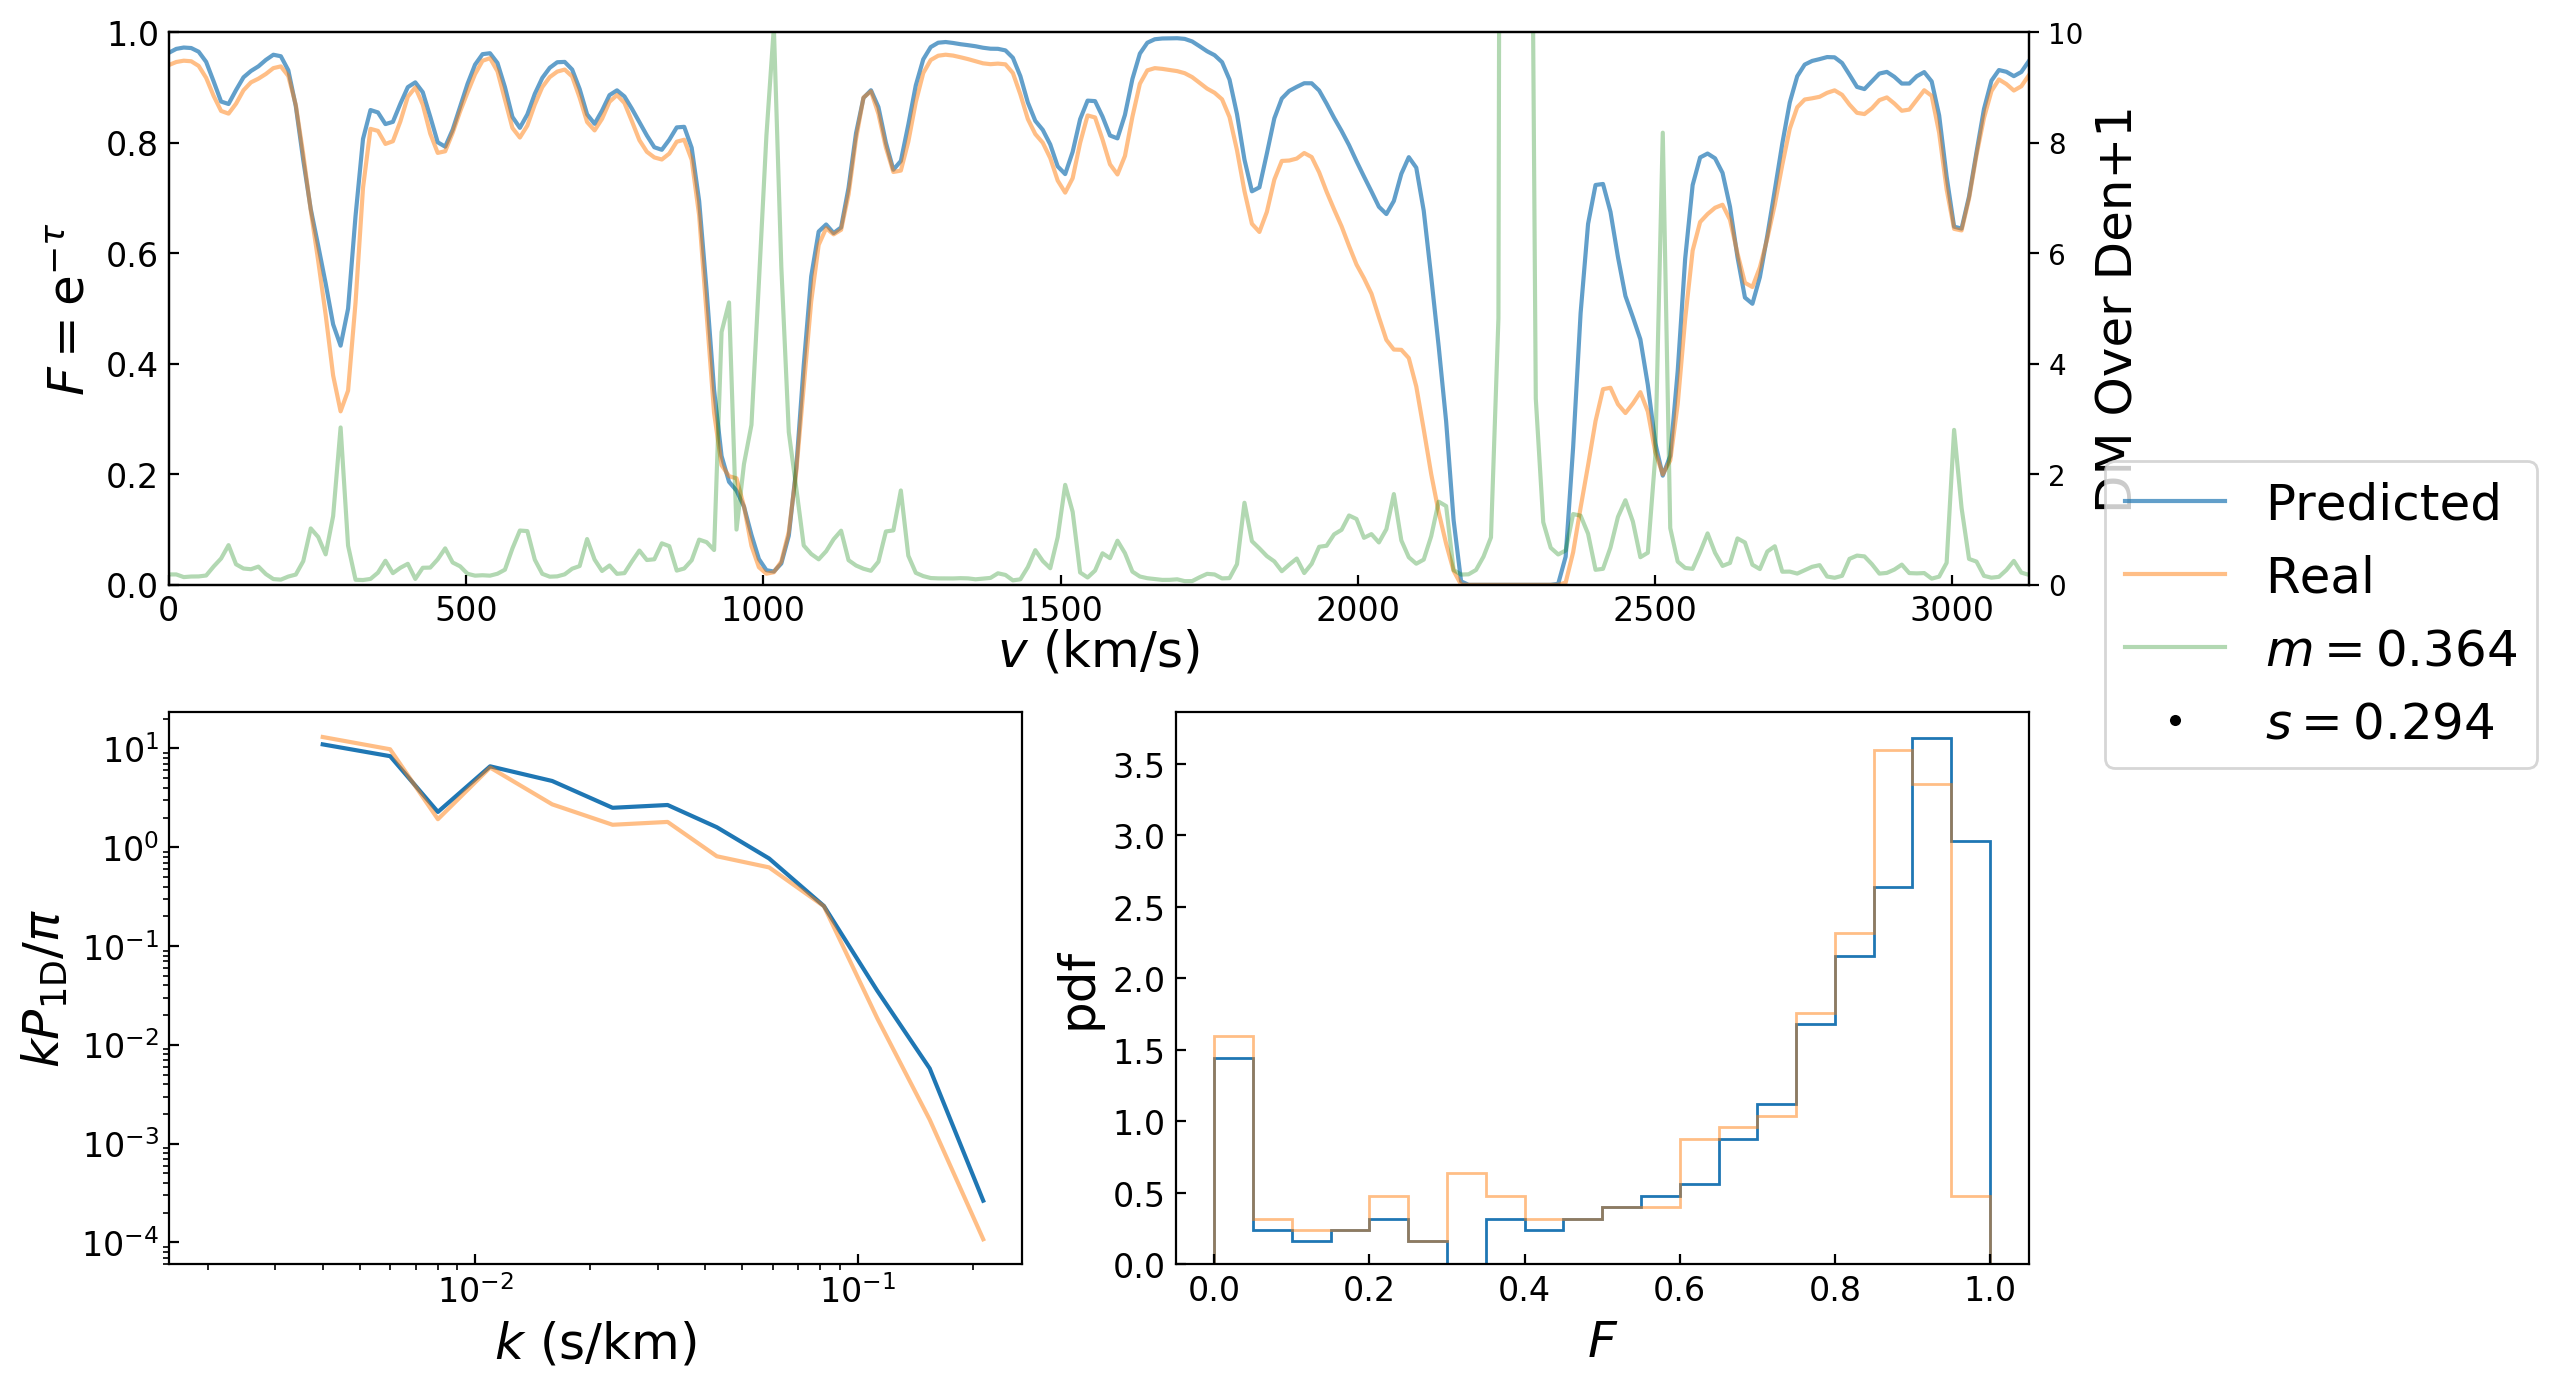 1.0
0.8
0.6
0.4
0.2
0.0
F = e^{−τ}
10
8
6
4
2
0
DM Over Den+1
0 500 1000 1500 2000 2500 3000
v (km/s)
Predicted
Real
m = 0.364
s = 0.294
10^1
10^0
10^{−1}
10^{−2}
10^{−3}
10^{−4}
kP_{1D}/π
10^{−2} 10^{−1}
k (s/km)
3.5
3.0
2.5
2.0
1.5
1.0
0.5
0.0
pdf
0.0 0.2 0.4 0.6 0.8 1.0
F